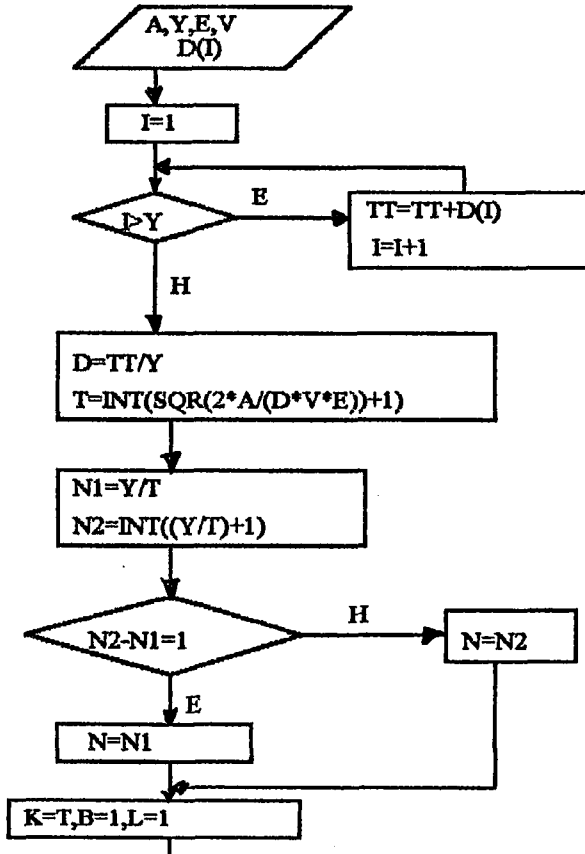 A,Y,E,V
D(I)
I=1
I>Y
E
TT=TT+D(I)
I=I+1
H
D=TT/Y
T=INT(SQR(2*A/(D*V*E))+1)
N1=Y/T
N2=INT((Y/T)+1)
N2-N1=1
H
N=N2
E
N=N1
K=T,B=1,L=1